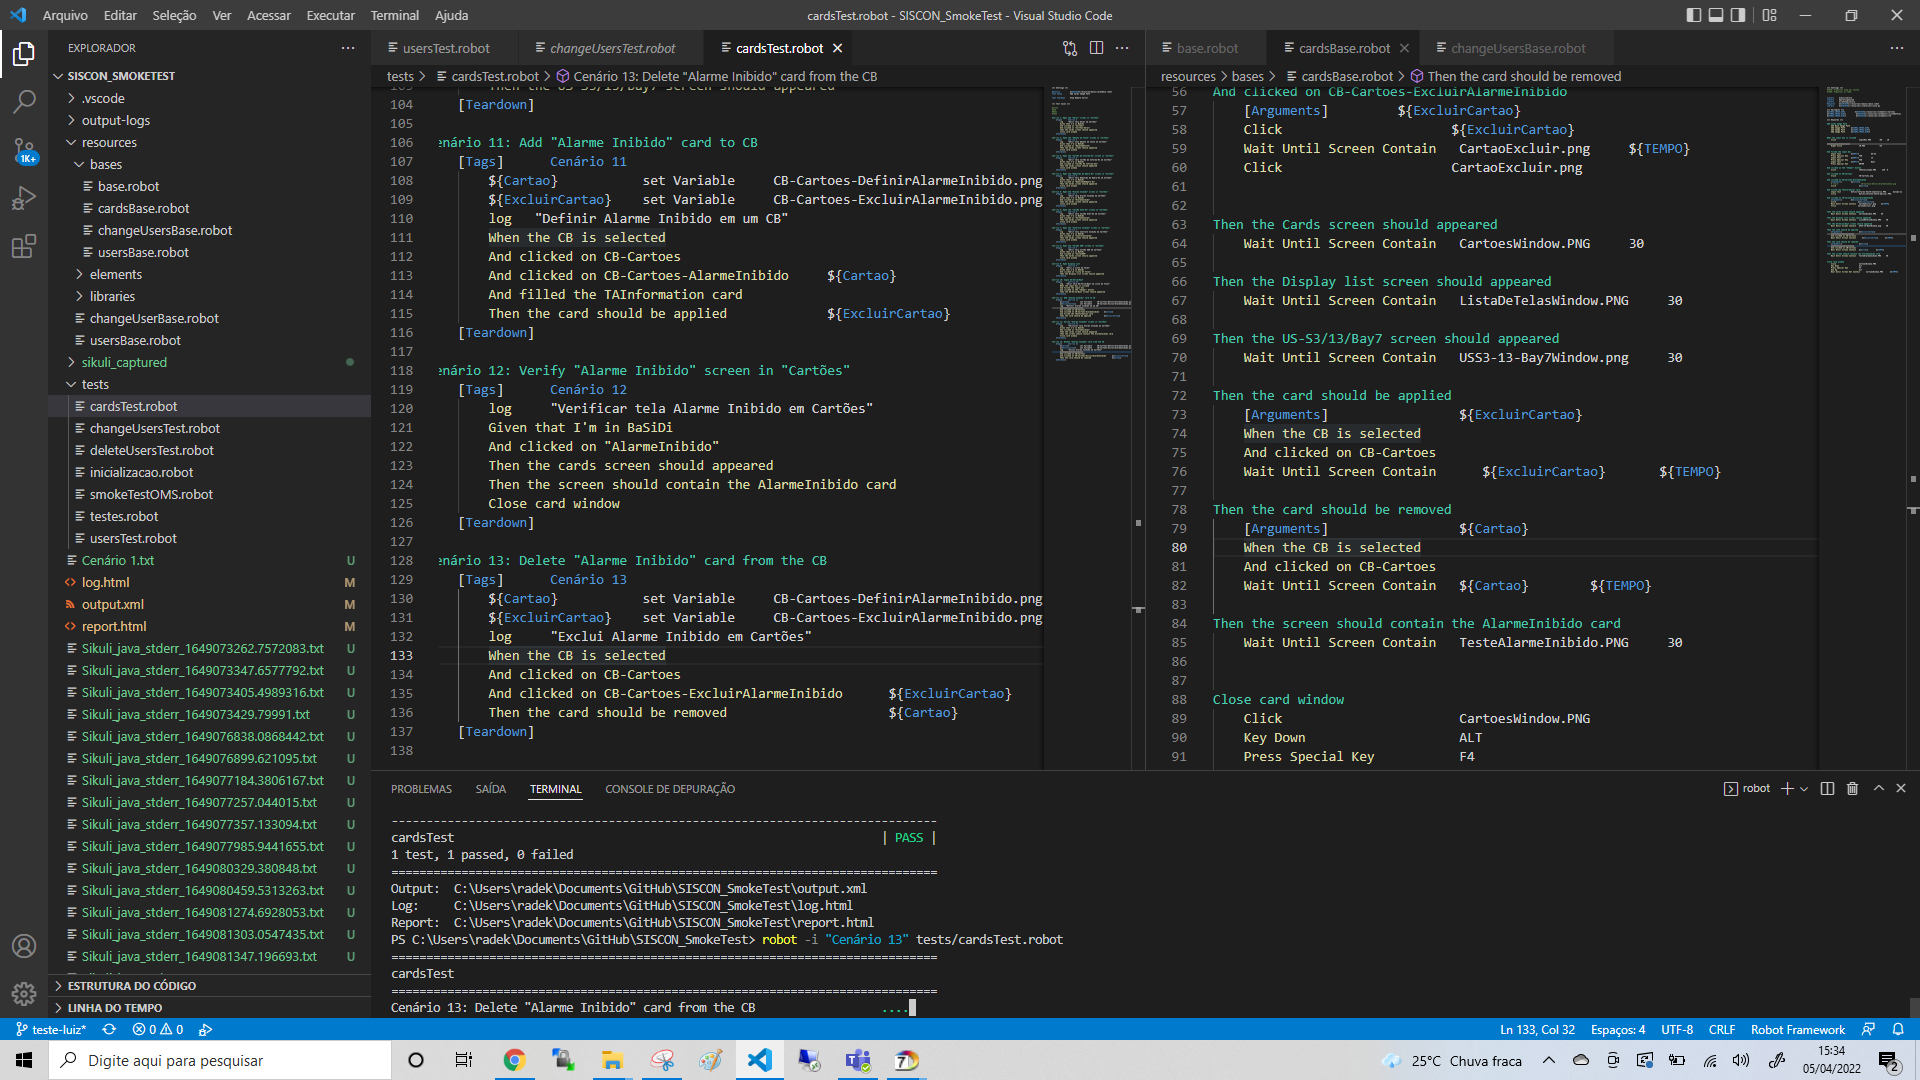 Arquivo Editar Seleção Ver Acessar Executar Terminal Ajuda
cardsTest.robot - SISCON_SmokeTest - Visual Studio Code
EXPLORADOR
SISCON_SMOKETEST
.vscode
output-logs
resources
bases
base.robot
cardsBase.robot
changeUsersBase.robot
usersBase.robot
elements
libraries
changeUserBase.robot
usersBase.robot
sikuli_captured
tests
cardsTest.robot
changeUsersTest.robot
deleteUsersTest.robot
inicializacao.robot
smokeTestOMS.robot
testes.robot
usersTest.robot
Cenário 1.txt U
log.html M
output.xml M
report.html M
Sikuli_java_stderr_1649073262.7572083.txt U
Sikuli_java_stderr_1649073347.6577792.txt U
Sikuli_java_stderr_1649073405.4989316.txt U
Sikuli_java_stderr_1649073429.79991.txt U
Sikuli_java_stderr_1649076838.0868442.txt U
Sikuli_java_stderr_1649076899.621095.txt U
Sikuli_java_stderr_1649077184.3806167.txt U
Sikuli_java_stderr_1649077257.044015.txt U
Sikuli_java_stderr_1649077357.133094.txt U
Sikuli_java_stderr_1649077985.9441655.txt U
Sikuli_java_stderr_1649080329.380848.txt U
Sikuli_java_stderr_1649080459.5313263.txt U
Sikuli_java_stderr_1649081274.6928053.txt U
Sikuli_java_stderr_1649081303.0547435.txt U
Sikuli_java_stderr_1649081347.196693.txt U
ESTRUTURA DO CÓDIGO
LINHA DO TEMPO
1K+
usersTest.robot changeUsersTest.robot cardsTest.robot
tests > cardsTest.robot > Cenário 13: Delete "Alarme Inibido" card from the CB
103 Then the US-S3/13/Bay7 screen should appeared
104 [Teardown]
105
106 enário 11: Add "Alarme Inibido" card to CB
107 [Tags] Cenário 11
108 ${Cartao} set Variable CB-Cartoes-DefinirAlarmeInibido.png
109 ${ExcluirCartao} set Variable CB-Cartoes-ExcluirAlarmeInibido.png
110 log "Definir Alarme Inibido em um CB"
111 When the CB is selected
112 And clicked on CB-Cartoes
113 And clicked on CB-Cartoes-AlarmeInibido ${Cartao}
114 And filled the TAInformation card
115 Then the card should be applied ${ExcluirCartao}
116 [Teardown]
117
118 enário 12: Verify "Alarme Inibido" screen in "Cartões"
119 [Tags] Cenário 12
120 log "Verificar tela Alarme Inibido em Cartões"
121 Given that I'm in BaSiDi
122 And clicked on "AlarmeInibido"
123 Then the cards screen should appeared
124 Then the screen should contain the AlarmeInibido card
125 Close card window
126 [Teardown]
127
128 enário 13: Delete "Alarme Inibido" card from the CB
129 [Tags] Cenário 13
130 ${Cartao} set Variable CB-Cartoes-DefinirAlarmeInibido.png
131 ${ExcluirCartao} set Variable CB-Cartoes-ExcluirAlarmeInibido.png
132 log "Exclui Alarme Inibido em Cartões"
133 When the CB is selected
134 And clicked on CB-Cartoes
135 And clicked on CB-Cartoes-ExcluirAlarmeInibido ${ExcluirCartao}
136 Then the card should be removed ${Cartao}
137 [Teardown]
138
base.robot cardsBase.robot changeUsersBase.robot
resources > bases > cardsBase.robot > Then the card should be removed
56 And clicked on CB-Cartoes-ExcluirAlarmeInibido
57 [Arguments] ${ExcluirCartao}
58 Click ${ExcluirCartao}
59 Wait Until Screen Contain CartaoExcluir.png ${TEMPO}
60 Click CartaoExcluir.png
61
62
63 Then the Cards screen should appeared
64 Wait Until Screen Contain CartoesWindow.PNG 30
65
66 Then the Display list screen should appeared
67 Wait Until Screen Contain ListaDeTelasWindow.PNG 30
68
69 Then the US-S3/13/Bay7 screen should appeared
70 Wait Until Screen Contain USS3-13-Bay7Window.png 30
71
72 Then the card should be applied
73 [Arguments] ${ExcluirCartao}
74 When the CB is selected
75 And clicked on CB-Cartoes
76 Wait Until Screen Contain ${ExcluirCartao} ${TEMPO}
77
78 Then the card should be removed
79 [Arguments] ${Cartao}
80 When the CB is selected
81 And clicked on CB-Cartoes
82 Wait Until Screen Contain ${Cartao} ${TEMPO}
83
84 Then the screen should contain the AlarmeInibido card
85 Wait Until Screen Contain TesteAlarmeInibido.PNG 30
86
87
88 Close card window
89 Click CartoesWindow.PNG
90 Key Down ALT
91 Press Special Key F4
PROBLEMAS SAÍDA TERMINAL CONSOLE DE DEPURAÇÃO
robot
------------------------------------------------------------------------------
cardsTest | PASS |
1 test, 1 passed, 0 failed
==============================================================================
Output: C:\Users\radek\Documents\GitHub\SISCON_SmokeTest\output.xml
Log: C:\Users\radek\Documents\GitHub\SISCON_SmokeTest\log.html
Report: C:\Users\radek\Documents\GitHub\SISCON_SmokeTest\report.html
PS C:\Users\radek\Documents\GitHub\SISCON_SmokeTest> robot -i "Cenário 13" tests/cardsTest.robot
==============================================================================
cardsTest
==============================================================================
Cenário 13: Delete "Alarme Inibido" card from the CB ....
teste-luiz* 0 0
Ln 133, Col 32 Espaços: 4 UTF-8 CRLF Robot Framework
Digite aqui para pesquisar
25°C Chuva fraca
15:34
05/04/2022
2